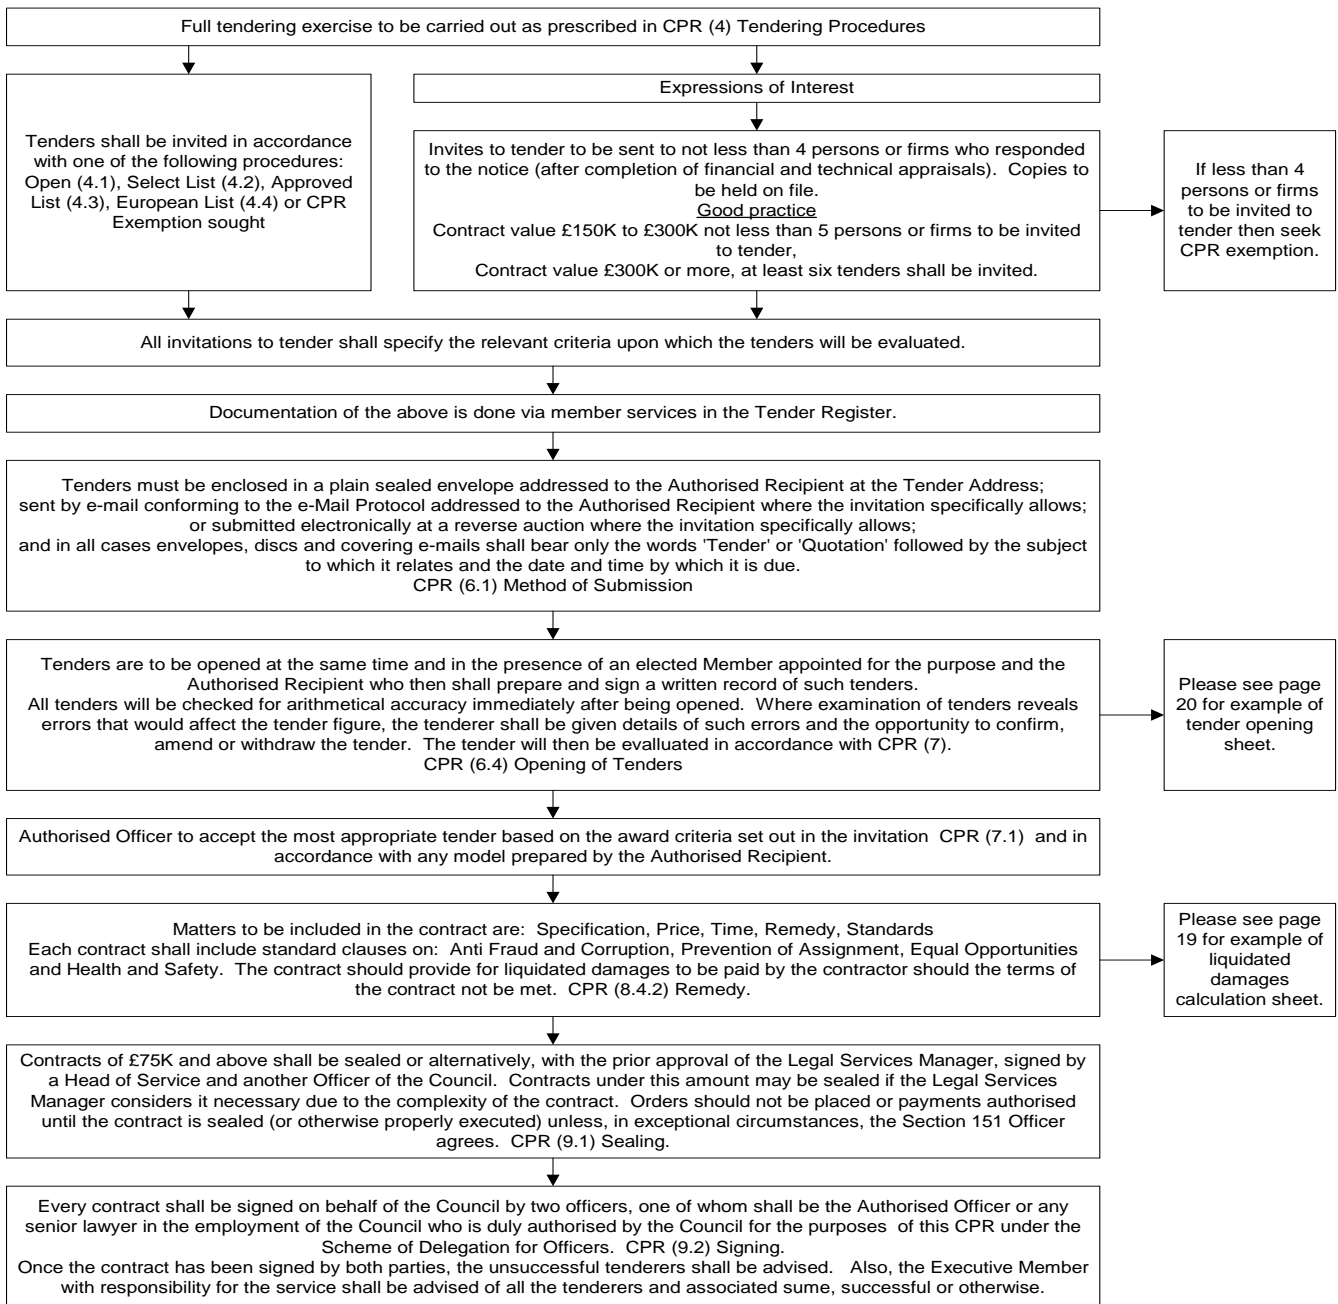 Full tendering exercise to be carried out as prescribed in CPR (4) Tendering Procedures
Tenders shall be invited in accordance
with one of the following procedures:
Open (4.1), Select List (4.2), Approved
List (4.3), European List (4.4) or CPR
Exemption sought
Expressions of Interest
Invites to tender to be sent to not less than 4 persons or firms who responded
to the notice (after completion of financial and technical appraisals).  Copies to
be held on file.
Good practice
Contract value £150K to £300K not less than 5 persons or firms to be invited
to tender,
Contract value £300K or more, at least six tenders shall be invited.
If less than 4
persons or firms
to be invited to
tender then seek
CPR exemption.
All invitations to tender shall specify the relevant criteria upon which the tenders will be evaluated.
Documentation of the above is done via member services in the Tender Register.
Tenders must be enclosed in a plain sealed envelope addressed to the Authorised Recipient at the Tender Address;
sent by e-mail conforming to the e-Mail Protocol addressed to the Authorised Recipient where the invitation specifically allows;
or submitted electronically at a reverse auction where the invitation specifically allows;
and in all cases envelopes, discs and covering e-mails shall bear only the words 'Tender' or 'Quotation' followed by the subject
to which it relates and the date and time by which it is due.
CPR (6.1) Method of Submission
Tenders are to be opened at the same time and in the presence of an elected Member appointed for the purpose and the
Authorised Recipient who then shall prepare and sign a written record of such tenders.
All tenders will be checked for arithmetical accuracy immediately after being opened.  Where examination of tenders reveals
errors that would affect the tender figure, the tenderer shall be given details of such errors and the opportunity to confirm,
amend or withdraw the tender.  The tender will then be evalluated in accordance with CPR (7).
CPR (6.4) Opening of Tenders
Please see page
20 for example of
tender opening
sheet.
Authorised Officer to accept the most appropriate tender based on the award criteria set out in the invitation  CPR (7.1)  and in
accordance with any model prepared by the Authorised Recipient.
Matters to be included in the contract are:  Specification, Price, Time, Remedy, Standards
Each contract shall include standard clauses on:  Anti Fraud and Corruption, Prevention of Assignment, Equal Opportunities
and Health and Safety.  The contract should provide for liquidated damages to be paid by the contractor should the terms of
the contract not be met.  CPR (8.4.2) Remedy.
Please see page
19 for example of
liquidated
damages
calculation sheet.
Contracts of £75K and above shall be sealed or alternatively, with the prior approval of the Legal Services Manager, signed by
a Head of Service and another Officer of the Council.  Contracts under this amount may be sealed if the Legal Services
Manager considers it necessary due to the complexity of the contract.  Orders should not be placed or payments authorised
until the contract is sealed (or otherwise properly executed) unless, in exceptional circumstances, the Section 151 Officer
agrees.  CPR (9.1) Sealing.
Every contract shall be signed on behalf of the Council by two officers, one of whom shall be the Authorised Officer or any
senior lawyer in the employment of the Council who is duly authorised by the Council for the purposes  of this CPR under the
Scheme of Delegation for Officers.  CPR (9.2) Signing.
Once the contract has been signed by both parties, the unsuccessful tenderers shall be advised.  Also, the Executive Member
with responsibility for the service shall be advised of all the tenderers and associated sume, successful or otherwise.